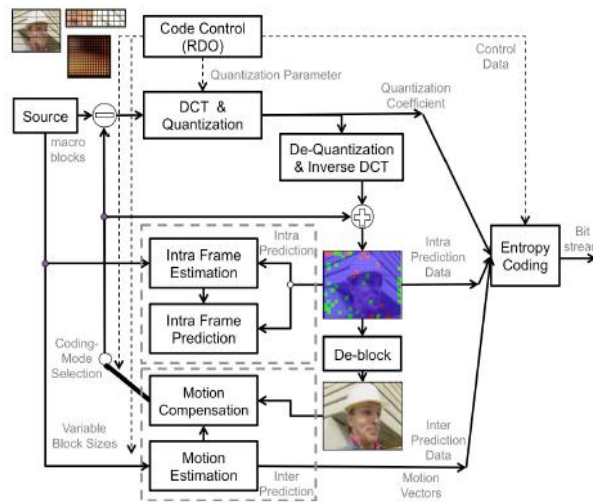 Code Control
(RDO)
Control
Data
Quantization Parameter
Quantization
Coefficient
Source
DCT &
Quantization
macro
blocks
De-Quantization
& Inverse DCT
Intra
Prediction
Intra Frame
Estimation
Intra
Prediction
Data
Entropy
Coding
Bit
stream
Intra Frame
Prediction
Coding-
Mode
Selection
De-block
Motion
Compensation
Variable
Block Sizes
Inter
Prediction
Data
Motion
Estimation
Inter
Prediction
Motion
Vectors